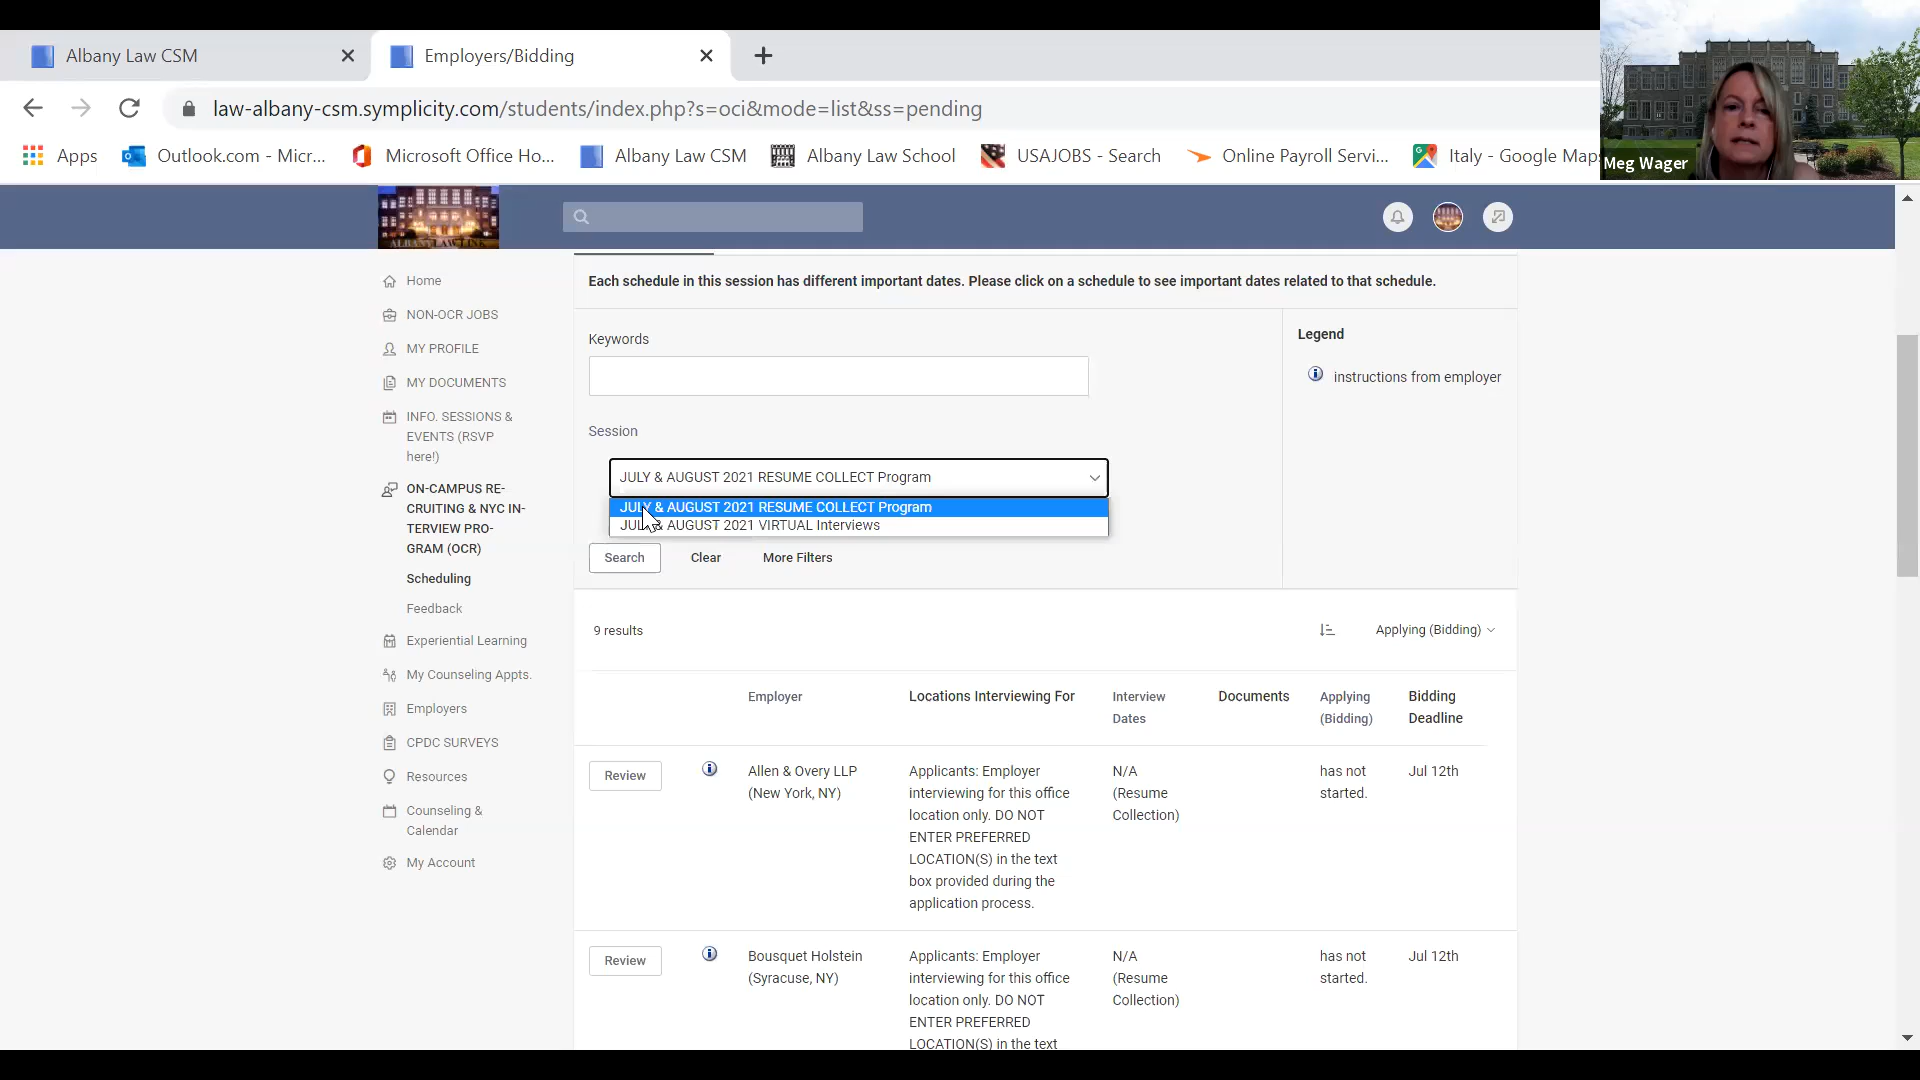 Albany Law CSM
Employers/Bidding
law-albany-csm.symplicity.com/students/index.php?s=oci&mode=list&ss=pending
Apps
Outlook.com - Micr...
Microsoft Office Ho...
Albany Law CSM
Albany Law School
USAJOBS - Search
Online Payroll Servi...
Italy - Google Maps
Meg Wager
ALBANY LAW LINK
Home
NON-OCR JOBS
MY PROFILE
MY DOCUMENTS
INFO. SESSIONS &
EVENTS (RSVP
here!)
ON-CAMPUS RE-
CRUITING & NYC IN-
TERVIEW PRO-
GRAM (OCR)
Scheduling
Feedback
Experiential Learning
My Counseling Appts.
Employers
CPDC SURVEYS
Resources
Counseling &
Calendar
My Account
Each schedule in this session has different important dates. Please click on a schedule to see important dates related to that schedule.
Keywords
Session
JULY & AUGUST 2021 RESUME COLLECT Program
JULY & AUGUST 2021 RESUME COLLECT Program
JULY & AUGUST 2021 VIRTUAL Interviews
Search
Clear
More Filters
Legend
instructions from employer
9 results
Applying (Bidding)
Employer
Locations Interviewing For
Interview
Dates
Documents
Applying
(Bidding)
Bidding
Deadline
Review
Allen & Overy LLP
(New York, NY)
Applicants: Employer
interviewing for this office
location only. DO NOT
ENTER PREFERRED
LOCATION(S) in the text
box provided during the
application process.
N/A
(Resume
Collection)
has not
started.
Jul 12th
Review
Bousquet Holstein
(Syracuse, NY)
Applicants: Employer
interviewing for this office
location only. DO NOT
ENTER PREFERRED
LOCATION(S) in the text
N/A
(Resume
Collection)
has not
started.
Jul 12th